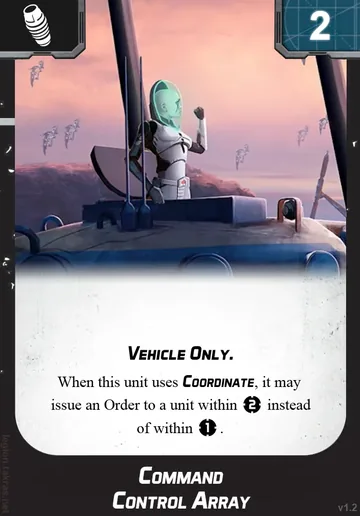 2
VEHICLE ONLY.
When this unit uses COORDINATE, it may
issue an Order to a unit within 2 instead
of within 1.
COMMAND
CONTROL ARRAY
v1.2